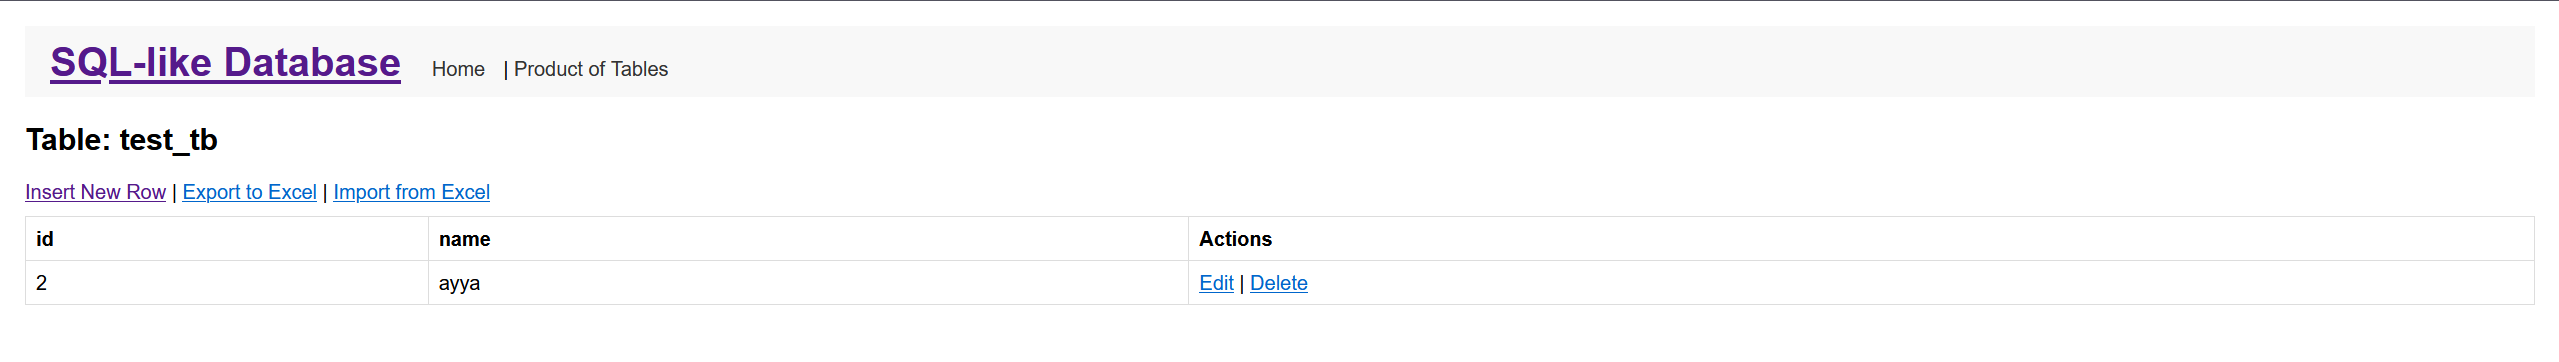 SQL-like Database Home | Product of Tables
Table: test_tb
Insert New Row | Export to Excel | Import from Excel
id name Actions
2 ayya Edit | Delete